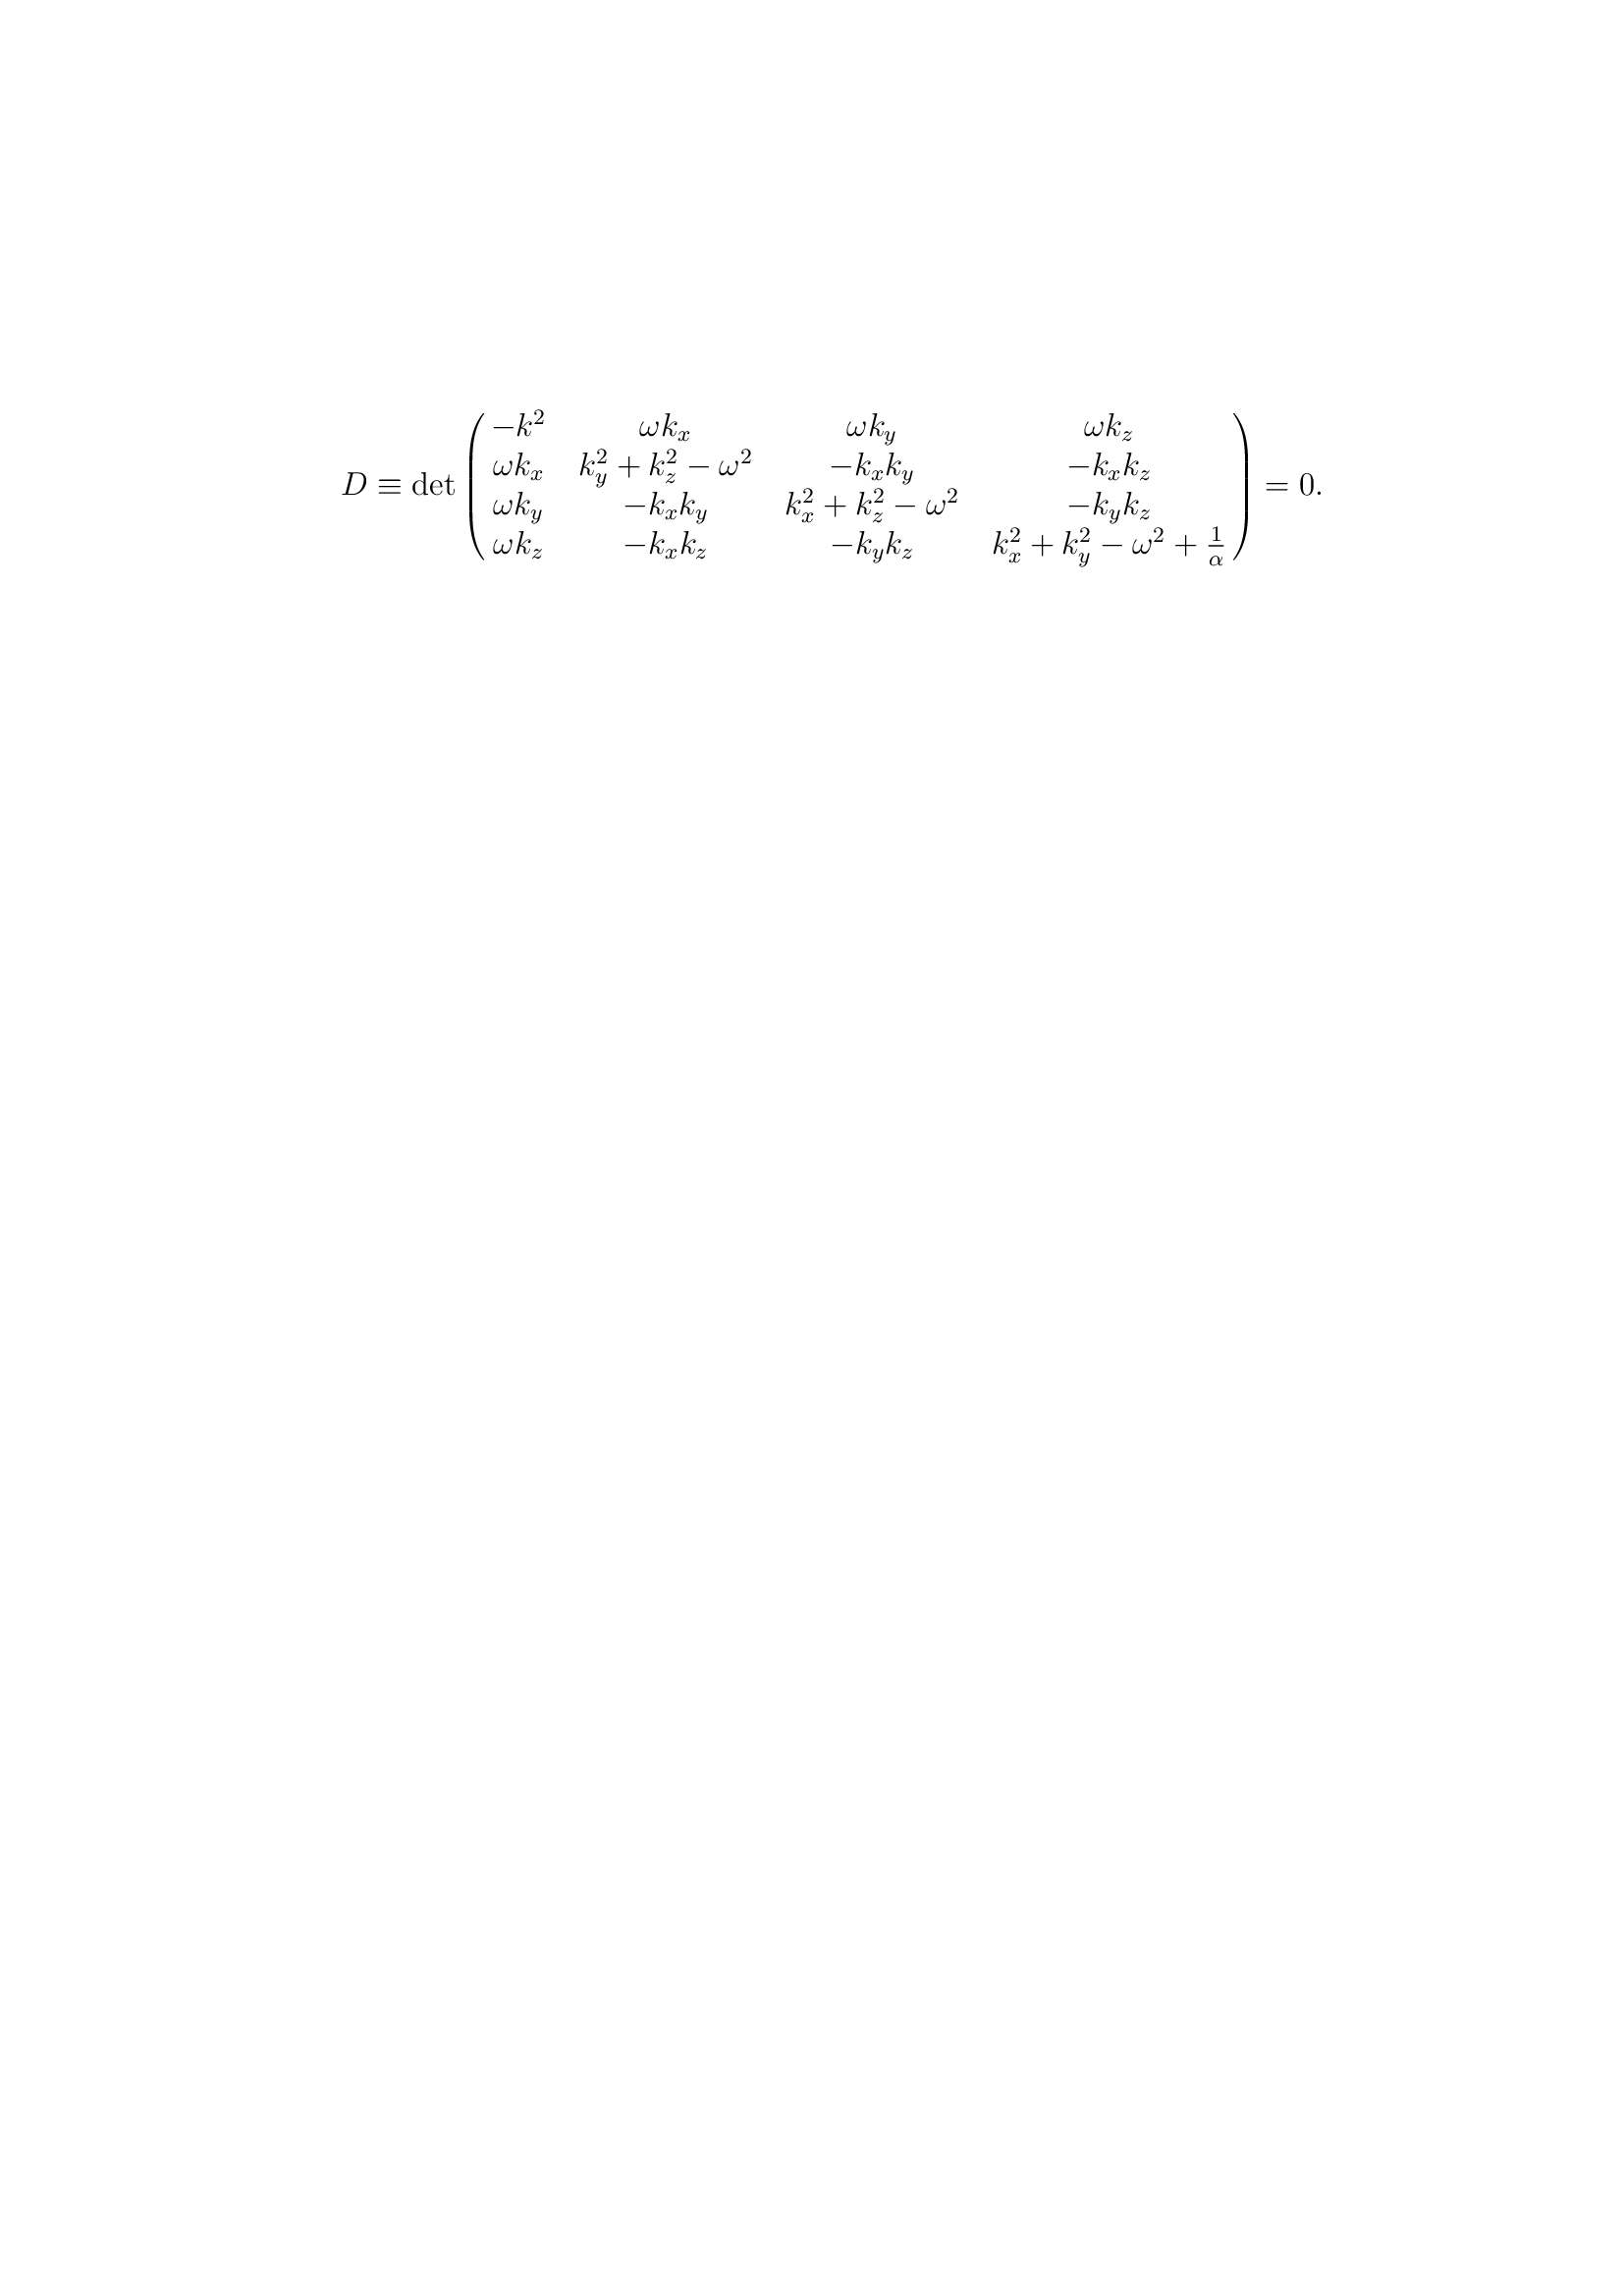 $$D \equiv \det \begin{pmatrix} -k^2 & \omega k_x & \omega k_y & \omega k_z \\ \omega k_x & k_y^2 + k_z^2 - \omega^2 & -k_x k_y & -k_x k_z \\ \omega k_y & -k_x k_y & k_x^2 + k_z^2 - \omega^2 & -k_y k_z \\ \omega k_z & -k_x k_z & -k_y k_z & k_x^2 + k_y^2 - \omega^2 + \frac{1}{\alpha} \end{pmatrix} = 0.$$